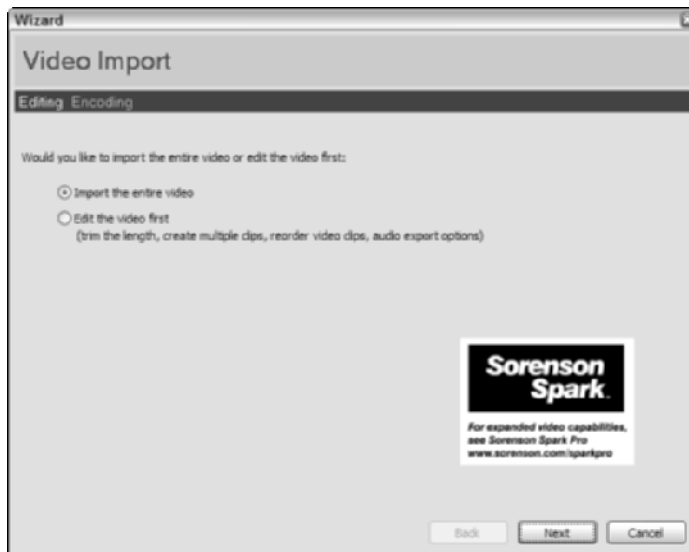 Wizard
Video Import
Editing Encoding
Would you like to import the entire video or edit the video first:
Import the entire video
Edit the video first
(trim the length, create multiple clips, reorder video clips, audio export options)
Sorenson
Spark.
For expanded video capabilities,
see Sorenson Spark Pro
www.sorenson.com/sparkpro
Back Next Cancel